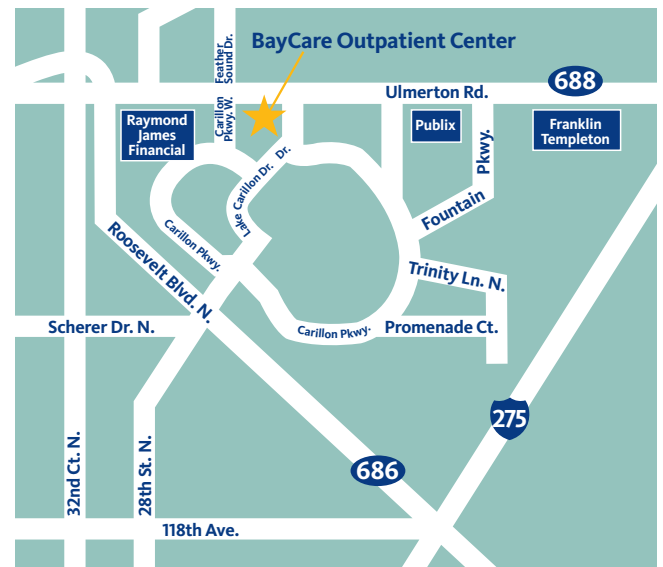 BayCare Outpatient Center
Feather
Sound Dr.
688
Ulmerton Rd.
Carillon
Pkwy. W.
Raymond
James
Financial
Publix
Franklin
Templeton
Pkwy.
Fountain
Lake Carillon Dr. Dr.
Carillon Pkwy.
Roosevelt Blvd. N.
Trinity Ln. N.
Scherer Dr. N.
Carillon Pkwy.
Promenade Ct.
275
32nd Ct. N.
28th St. N.
686
118th Ave.